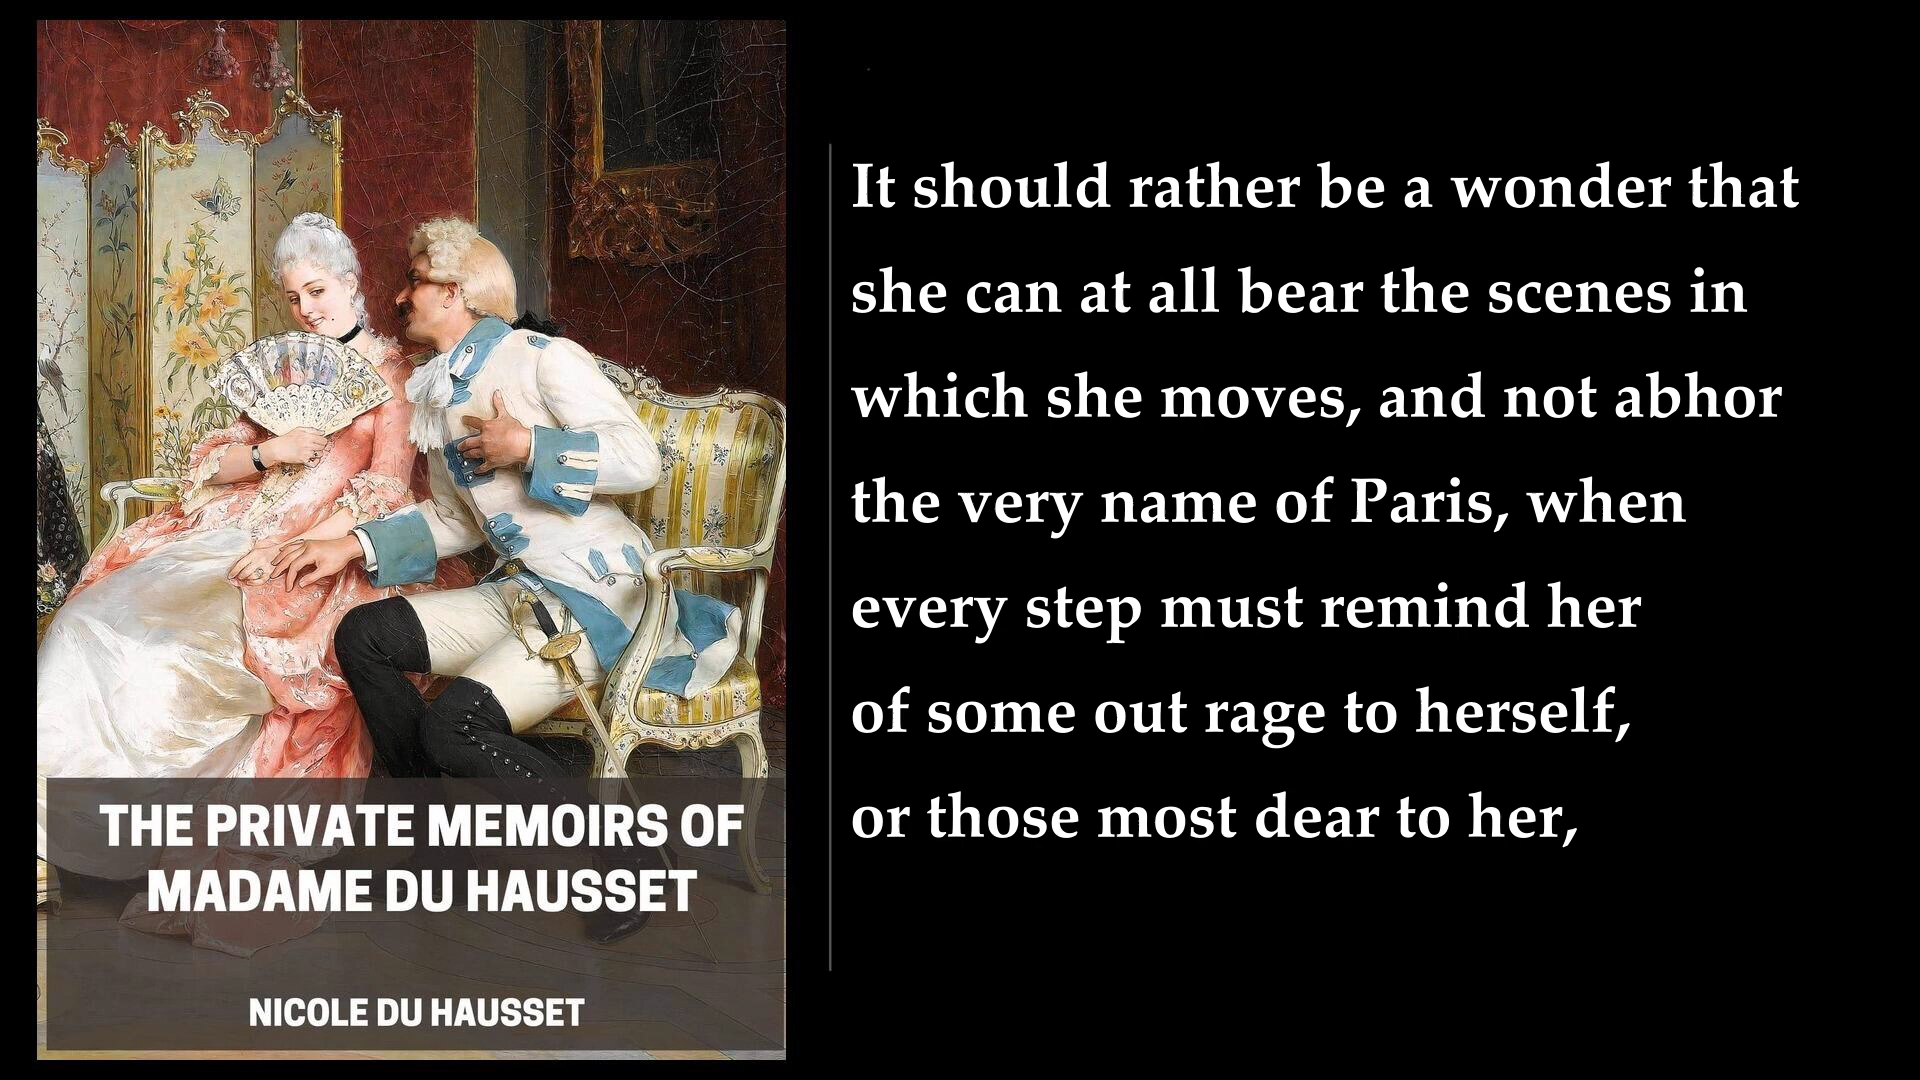 THE PRIVATE MEMOIRS OF
MADAME DU HAUSSET
NICOLE DU HAUSSET
It should rather be a wonder that
she can at all bear the scenes in
which she moves, and not abhor
the very name of Paris, when
every step must remind her
of some out rage to herself,
or those most dear to her,